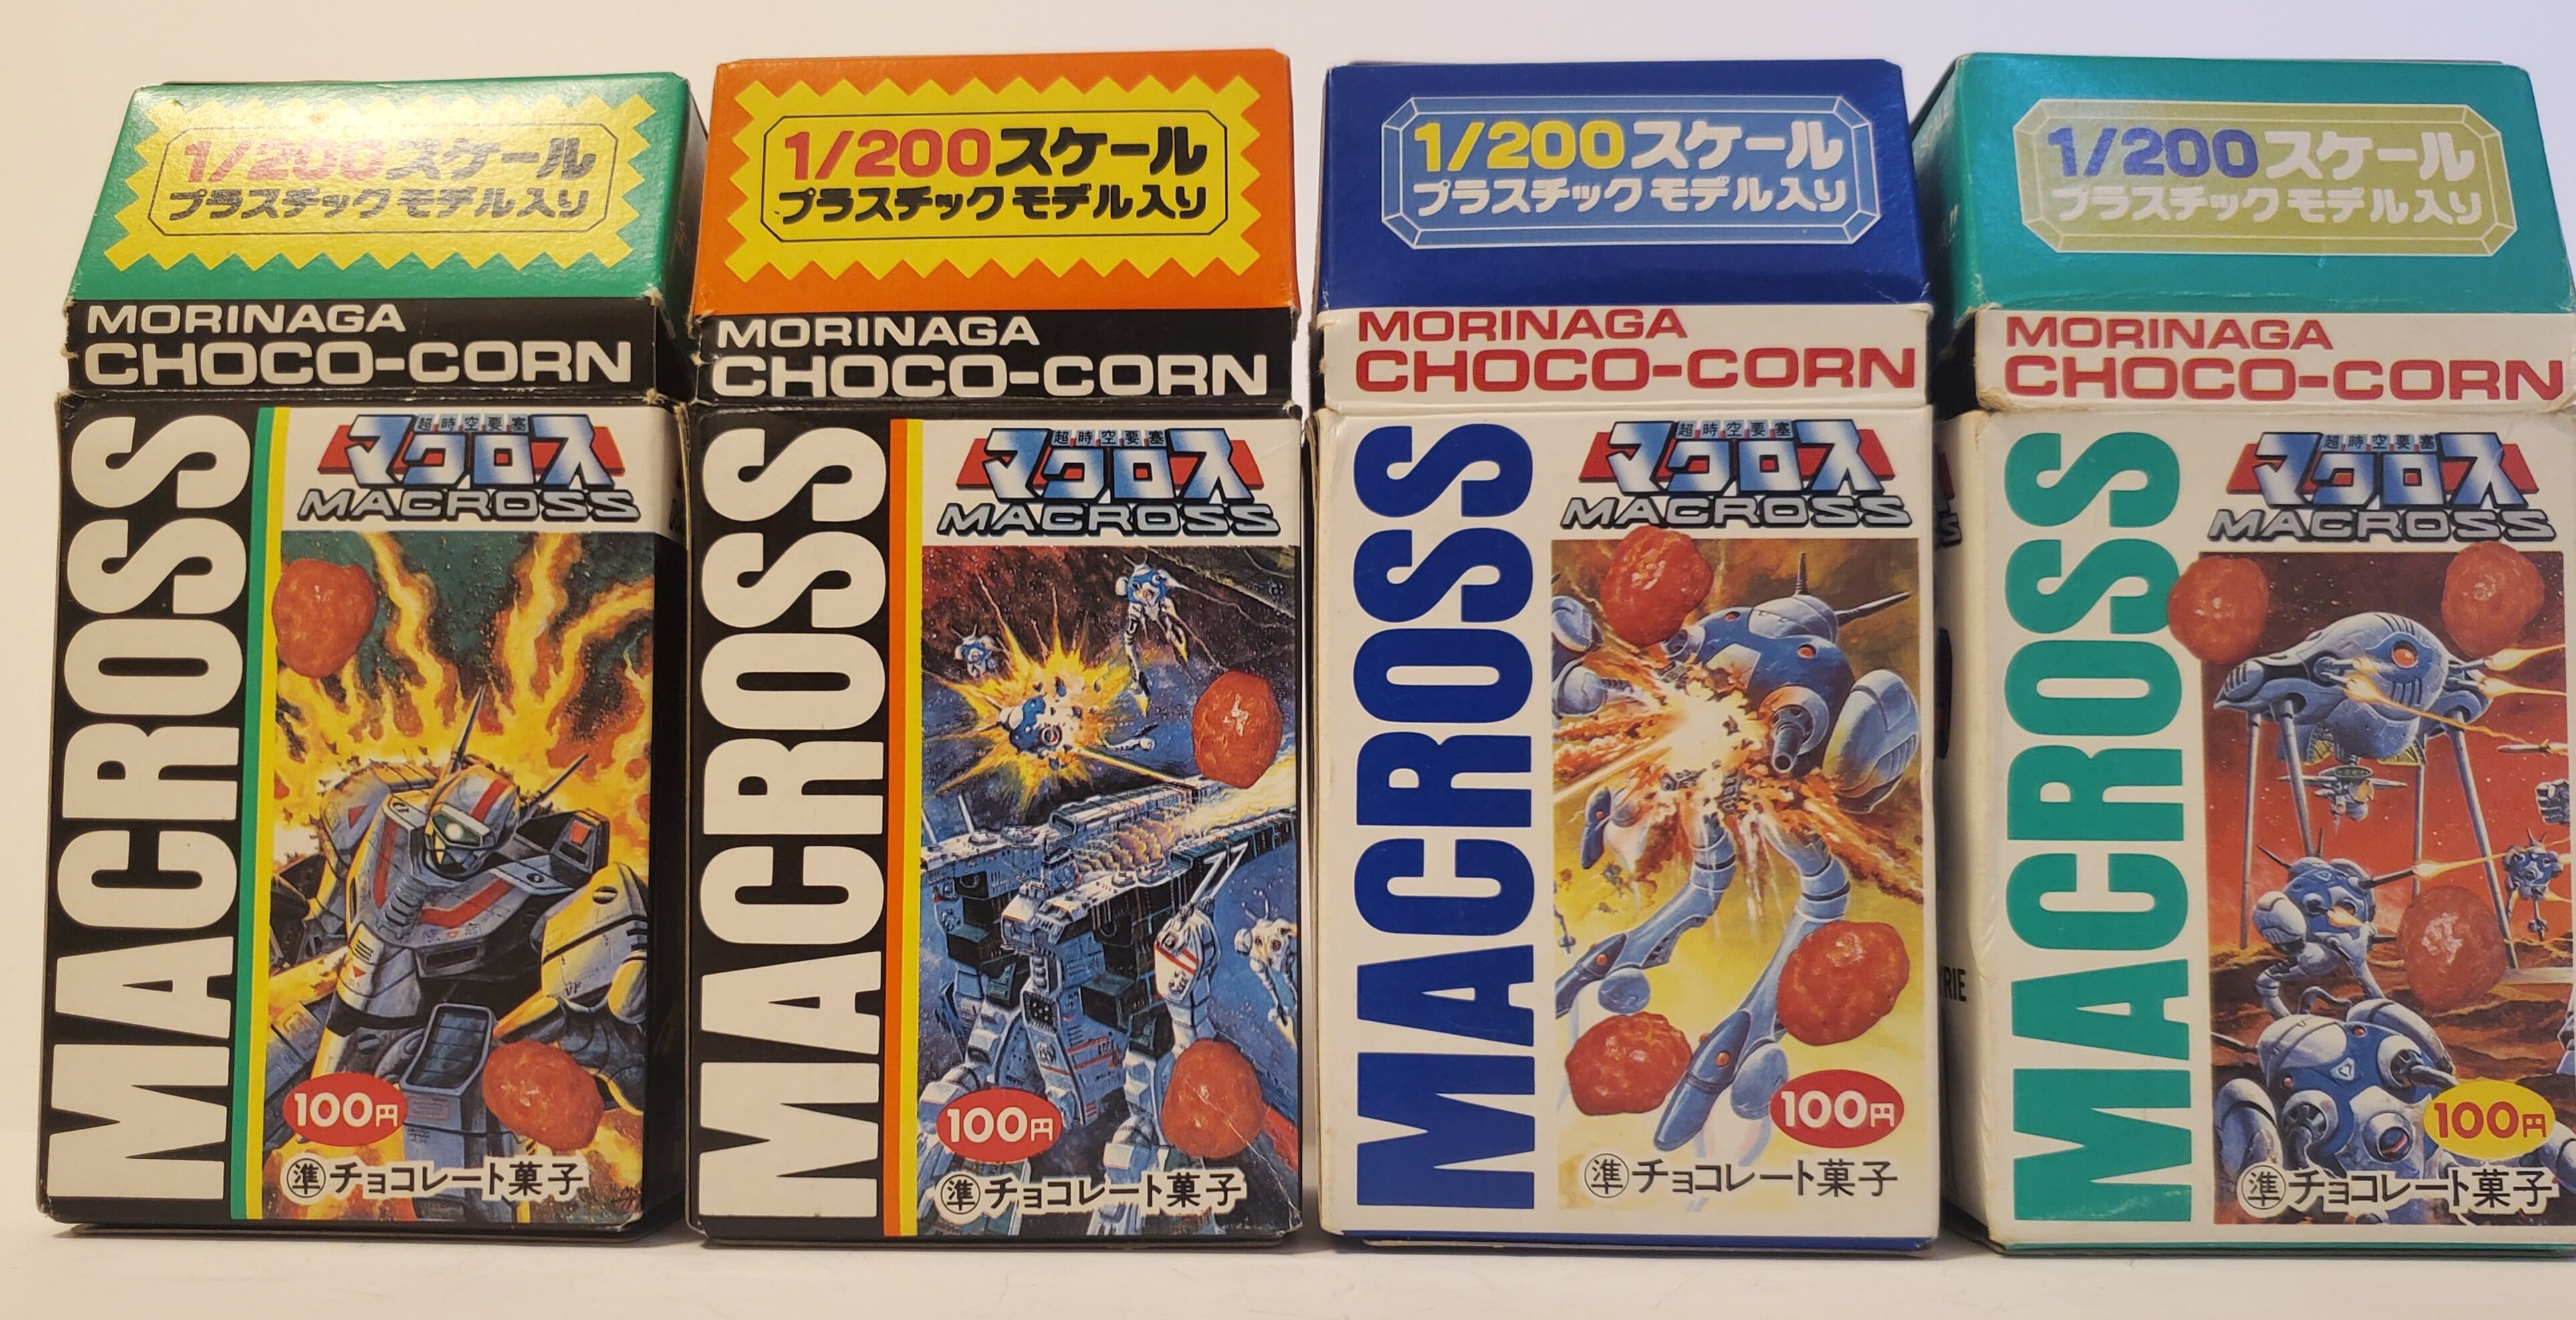 1/200スケール
プラスチックモデル入り
MORINAGA
CHOCO-CORN
MACROSS
超時空要塞
マクロス
MACROSS
100円
準チョコレート菓子
1/200スケール
プラスチックモデル入り
MORINAGA
CHOCO-CORN
MACROSS
超時空要塞
マクロス
MACROSS
77
100円
準チョコレート菓子
1/200スケール
プラスチックモデル入り
MORINAGA
CHOCO-CORN
MACROSS
超時空要塞
マクロス
MACROSS
100円
準チョコレート菓子
1/200スケール
プラスチックモデル入り
MORINAGA
CHOCO-CORN
RIE
MACROSS
超時空要塞
マクロス
MACROSS
100円
準チョコレート菓子